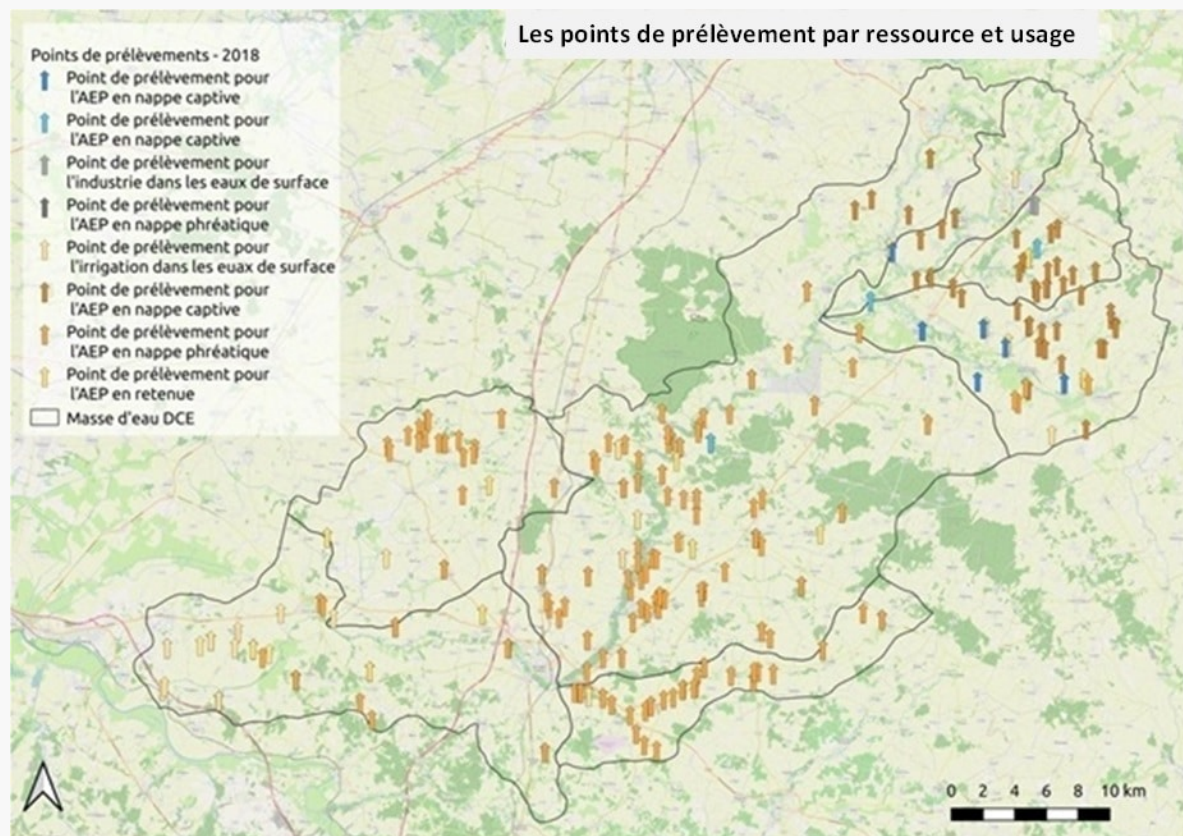 Les points de prélèvement par ressource et usage
Points de prélèvements - 2018
Point de prélèvement pour
l'AEP en nappe captive
Point de prélèvement pour
l'AEP en nappe captive
Point de prélèvement pour
l'industrie dans les eaux de surface
Point de prélèvement pour
l'AEP en nappe phréatique
Point de prélèvement pour
l'irrigation dans les euax de surface
Point de prélèvement pour
l'AEP en nappe captive
Point de prélèvement pour
l'AEP en nappe phréatique
Point de prélèvement pour
l'AEP en retenue
Masse d'eau DCE
0 2 4 6 8 10 km